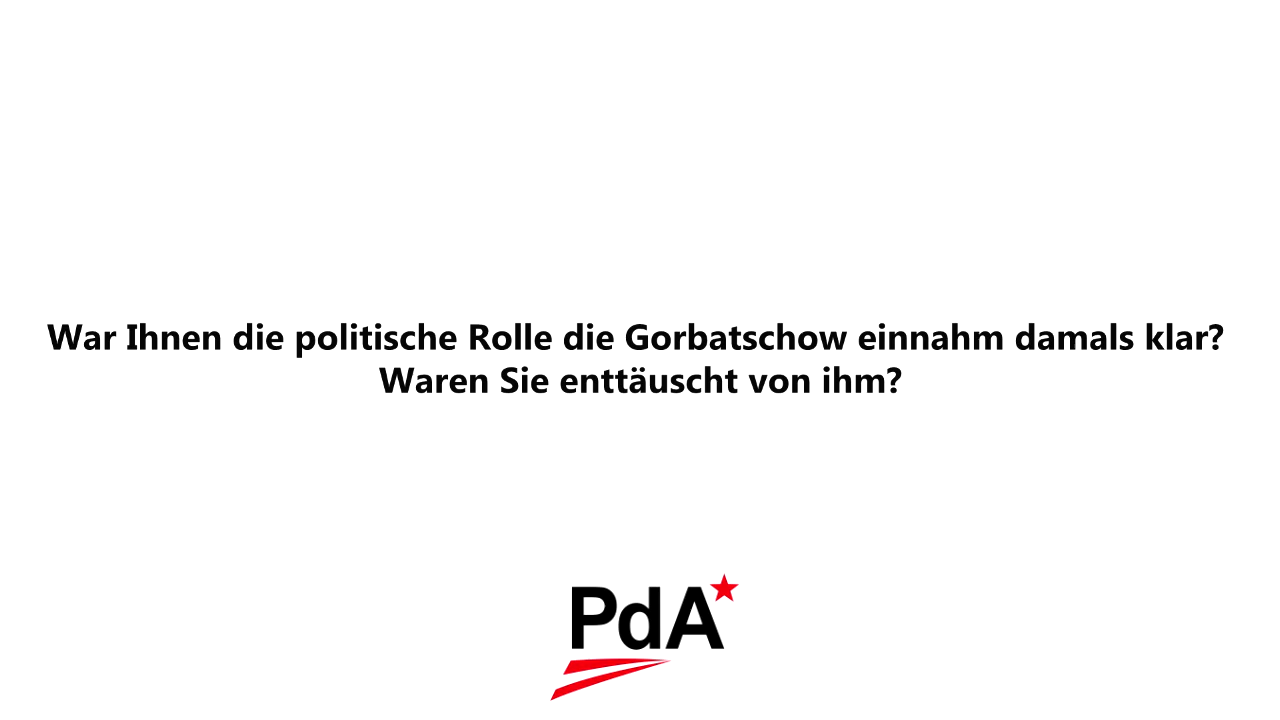 War Ihnen die politische Rolle die Gorbatschow einnahm damals klar?
Waren Sie enttäuscht von ihm?
PdA